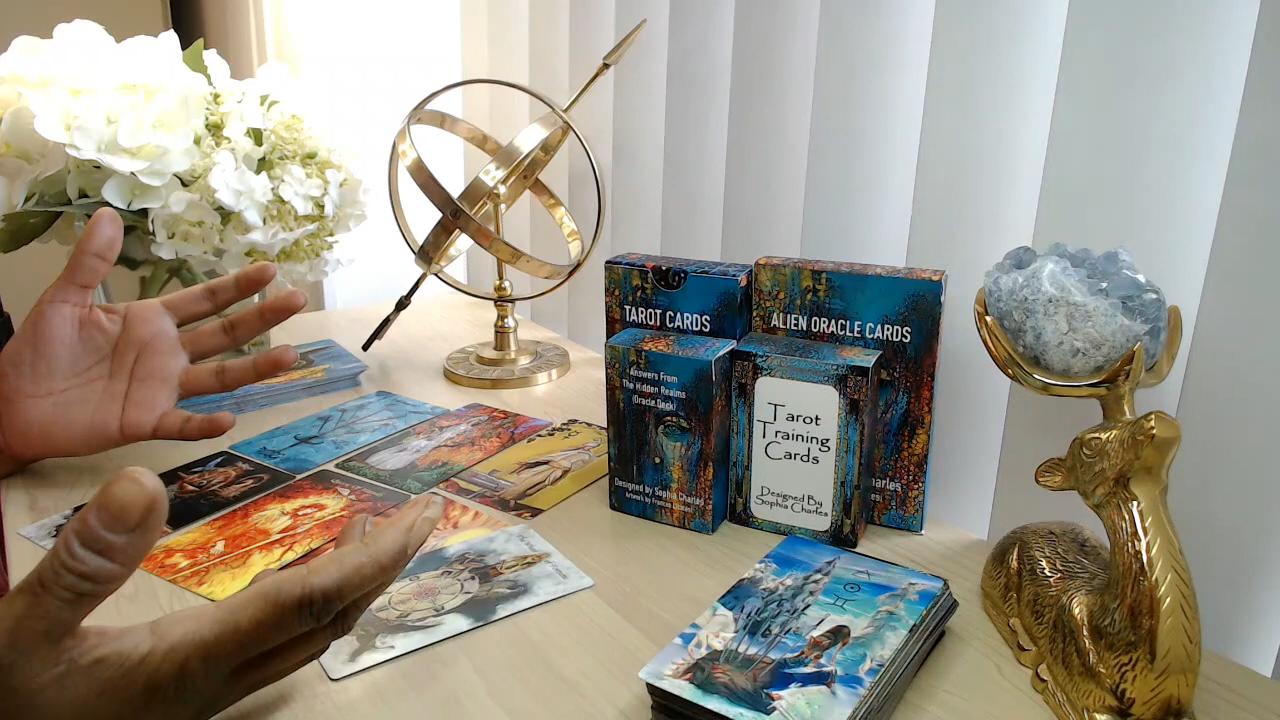 TAROT CARDS
ALIEN ORACLE CARDS
Answers From
The Hidden Realms
(Oracle Deck)
Designed by Sophia Charles
Tarot
Training
Cards
Designed By
Sophia Charles